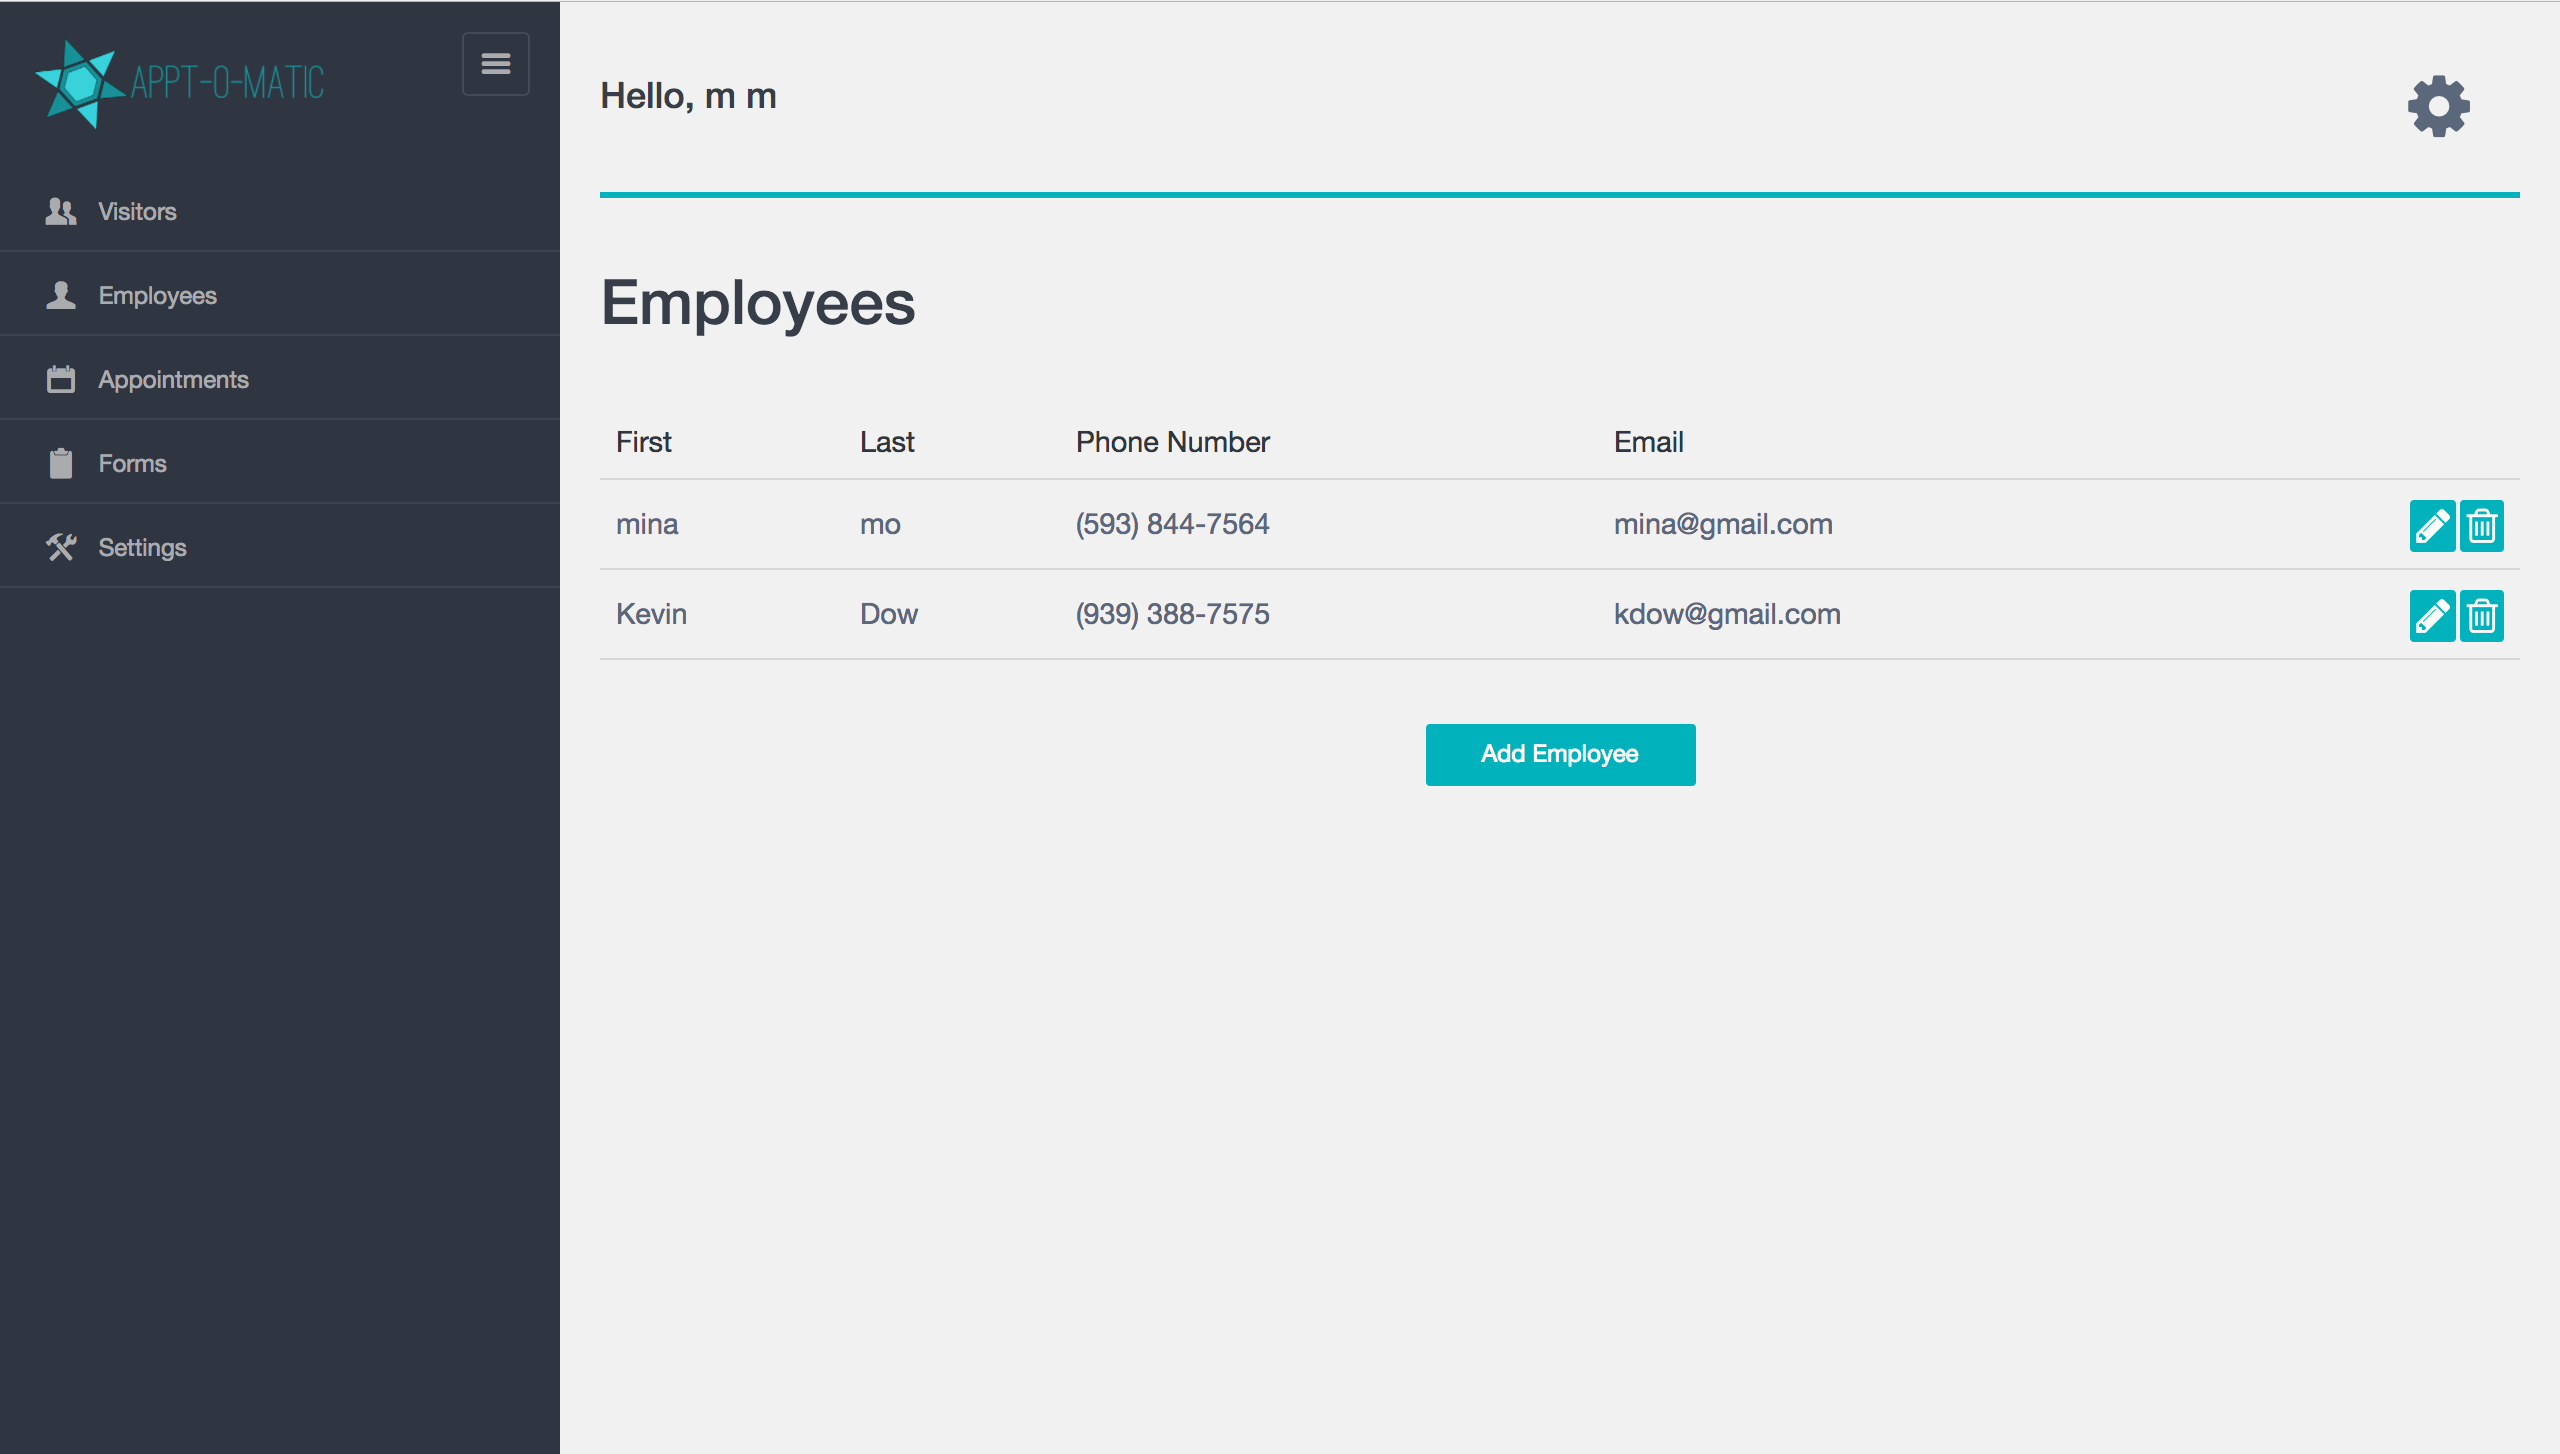 APPT-O-MATIC
Visitors
Employees
Appointments
Forms
Settings
Hello, m m
Employees
First Last Phone Number Email
mina mo (593) 844-7564 mina@gmail.com
Kevin Dow (939) 388-7575 kdow@gmail.com
Add Employee